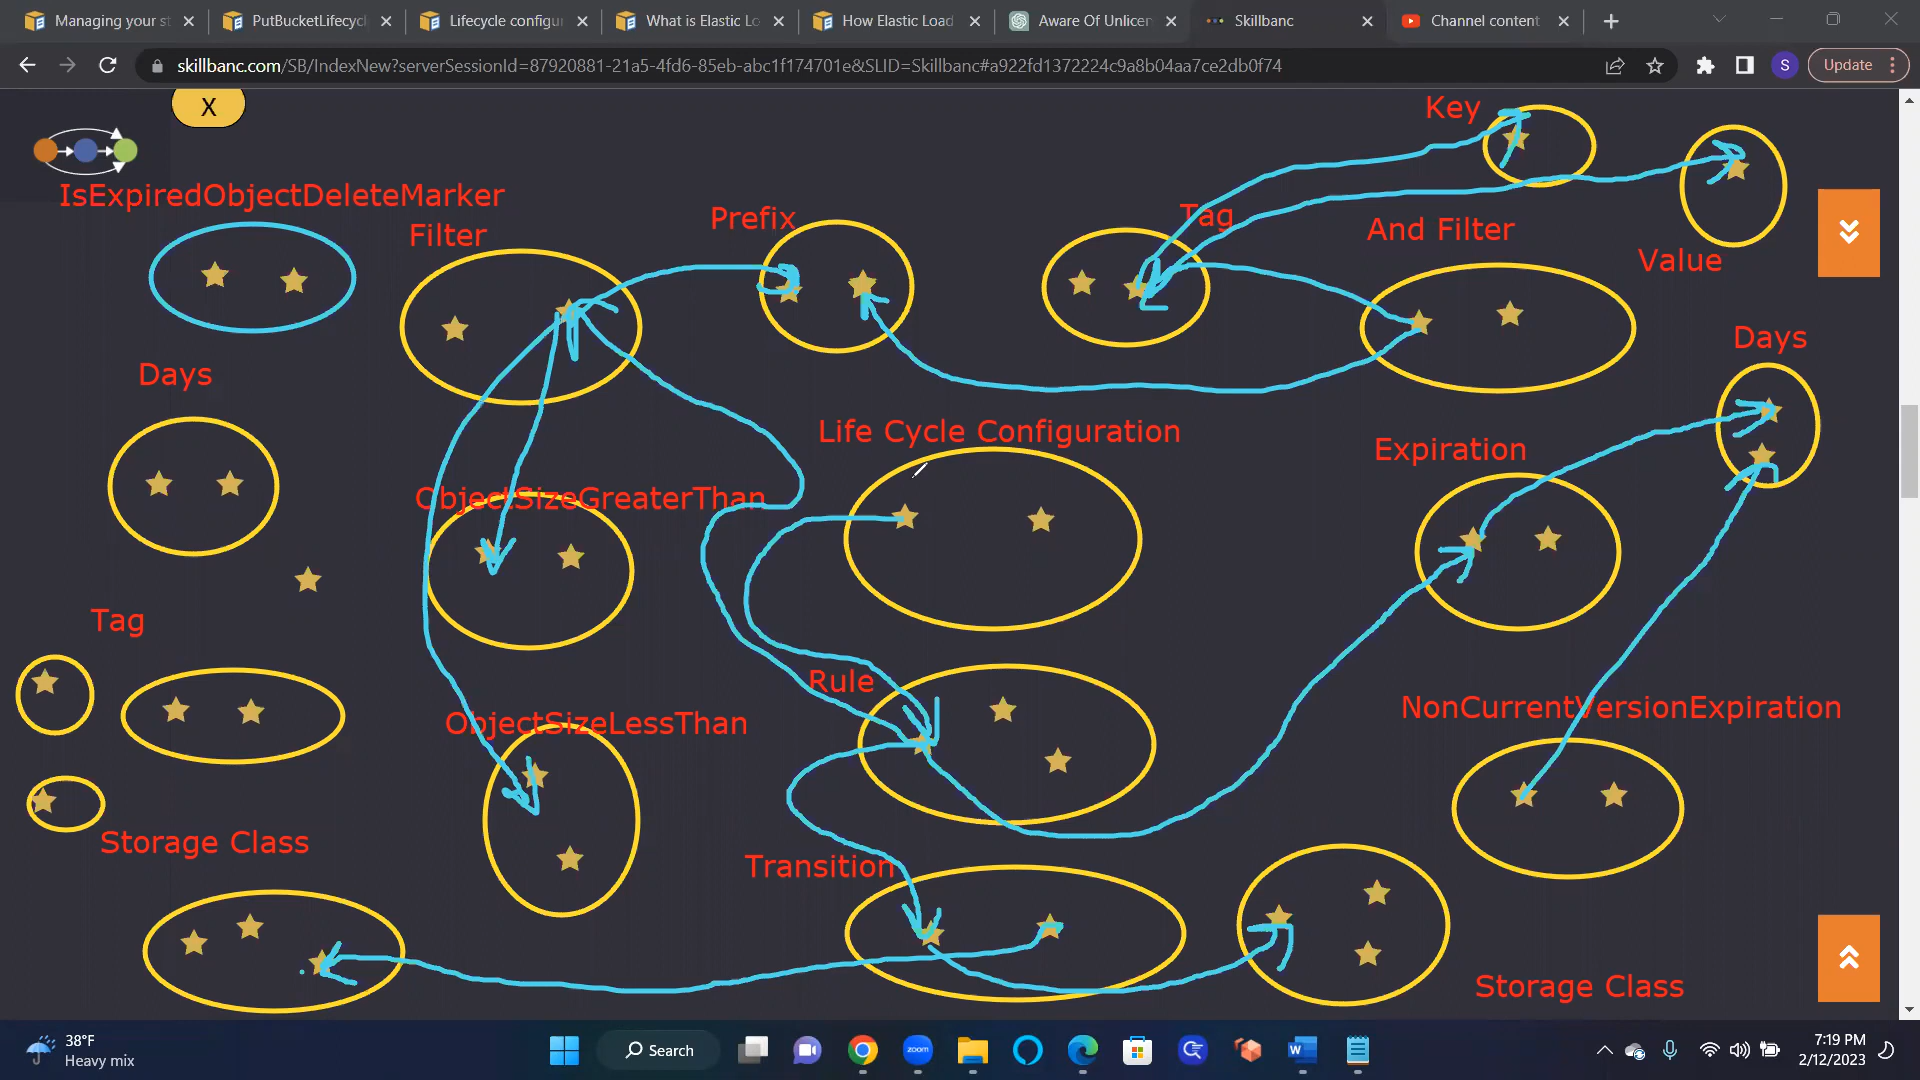 Managing your st
PutBucketLifecycl
Lifecycle configur
What is Elastic Lo
How Elastic Load
Aware Of Unlicen
Skillbanc
Channel content
skillbanc.com/SB/IndexNew?serverSessionId=87920881-21a5-4fd6-85eb-abc1f174701e&SLID=Skillbanc#a922fd1372224c9a8b04aa7ce2db0f74
S
Update
X
Key
IsExpiredObjectDeleteMarker
Filter
Prefix
Tag
And Filter
Value
Days
Days
Life Cycle Configuration
Expiration
ObjectSizeGreaterThan
Tag
Rule
NonCurrentVersionExpiration
ObjectSizeLessThan
Storage Class
Transition
Storage Class
38°F
Heavy mix
Search
zoom
W
7:19 PM
2/12/2023